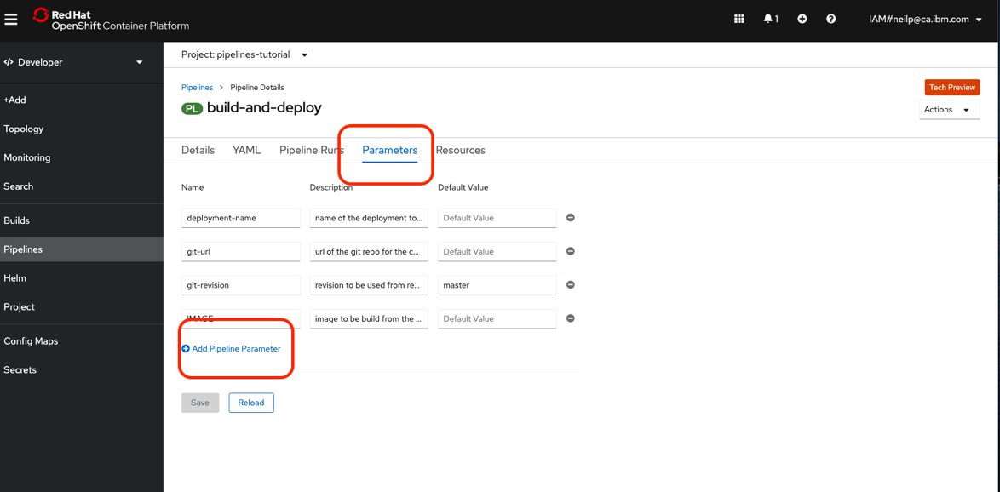 Red Hat
OpenShift Container Platform
1
IAM#neilp@ca.ibm.com
</> Developer
Project: pipelines-tutorial
+Add
Topology
Monitoring
Search
Builds
Pipelines
Helm
Project
Config Maps
Secrets
Pipelines > Pipeline Details
Tech Preview
PL build-and-deploy
Actions
Details YAML Pipeline Runs Parameters Resources
Name Description Default Value
deployment-name name of the deployment to... Default Value
git-url url of the git repo for the c... Default Value
git-revision revision to be used from re... master
IMAGE image to be build from the ... Default Value
Add Pipeline Parameter
Save Reload